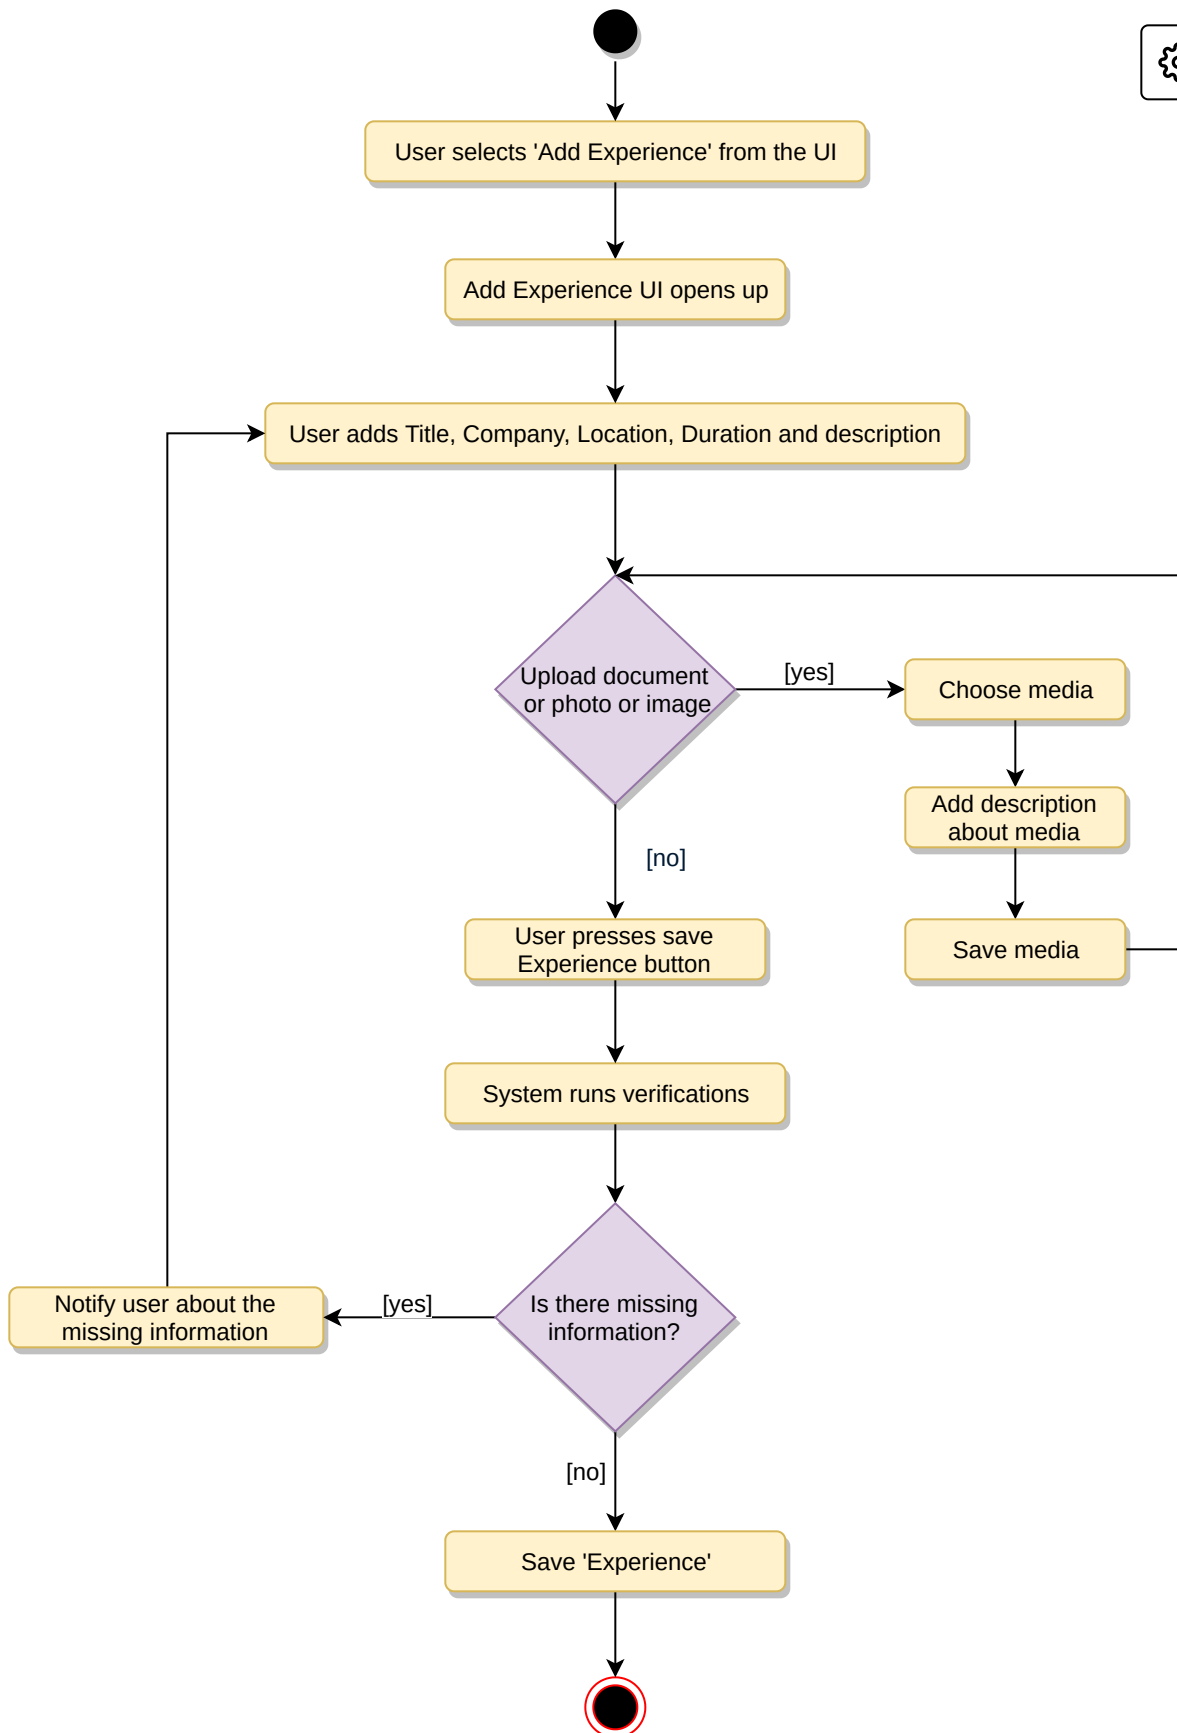 User selects 'Add Experience' from the UI
Add Experience UI opens up
User adds Title, Company, Location, Duration and description
Upload document
or photo or image
[yes]
Choose media
Add description
about media
[no]
User presses save
Experience button
Save media
System runs verifications
Is there missing
information?
[yes]
Notify user about the
missing information
[no]
Save 'Experience'